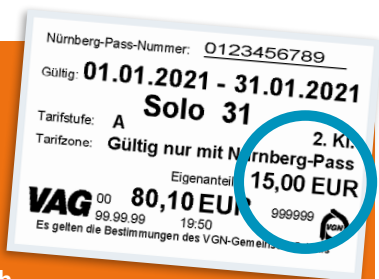 Nürnberg-Pass-Nummer: 0123456789
Gültig: 01.01.2021 - 31.01.2021
Solo 31
Tarifstufe: A 2. Kl.
Tarifzone: Gültig nur mit Nürnberg-Pass
Eigenanteil 15,00 EUR
VAG 00 80,10 EUR 999999 VGN
99.99.99 19:50
Es gelten die Bestimmungen des VGN-Gemeins